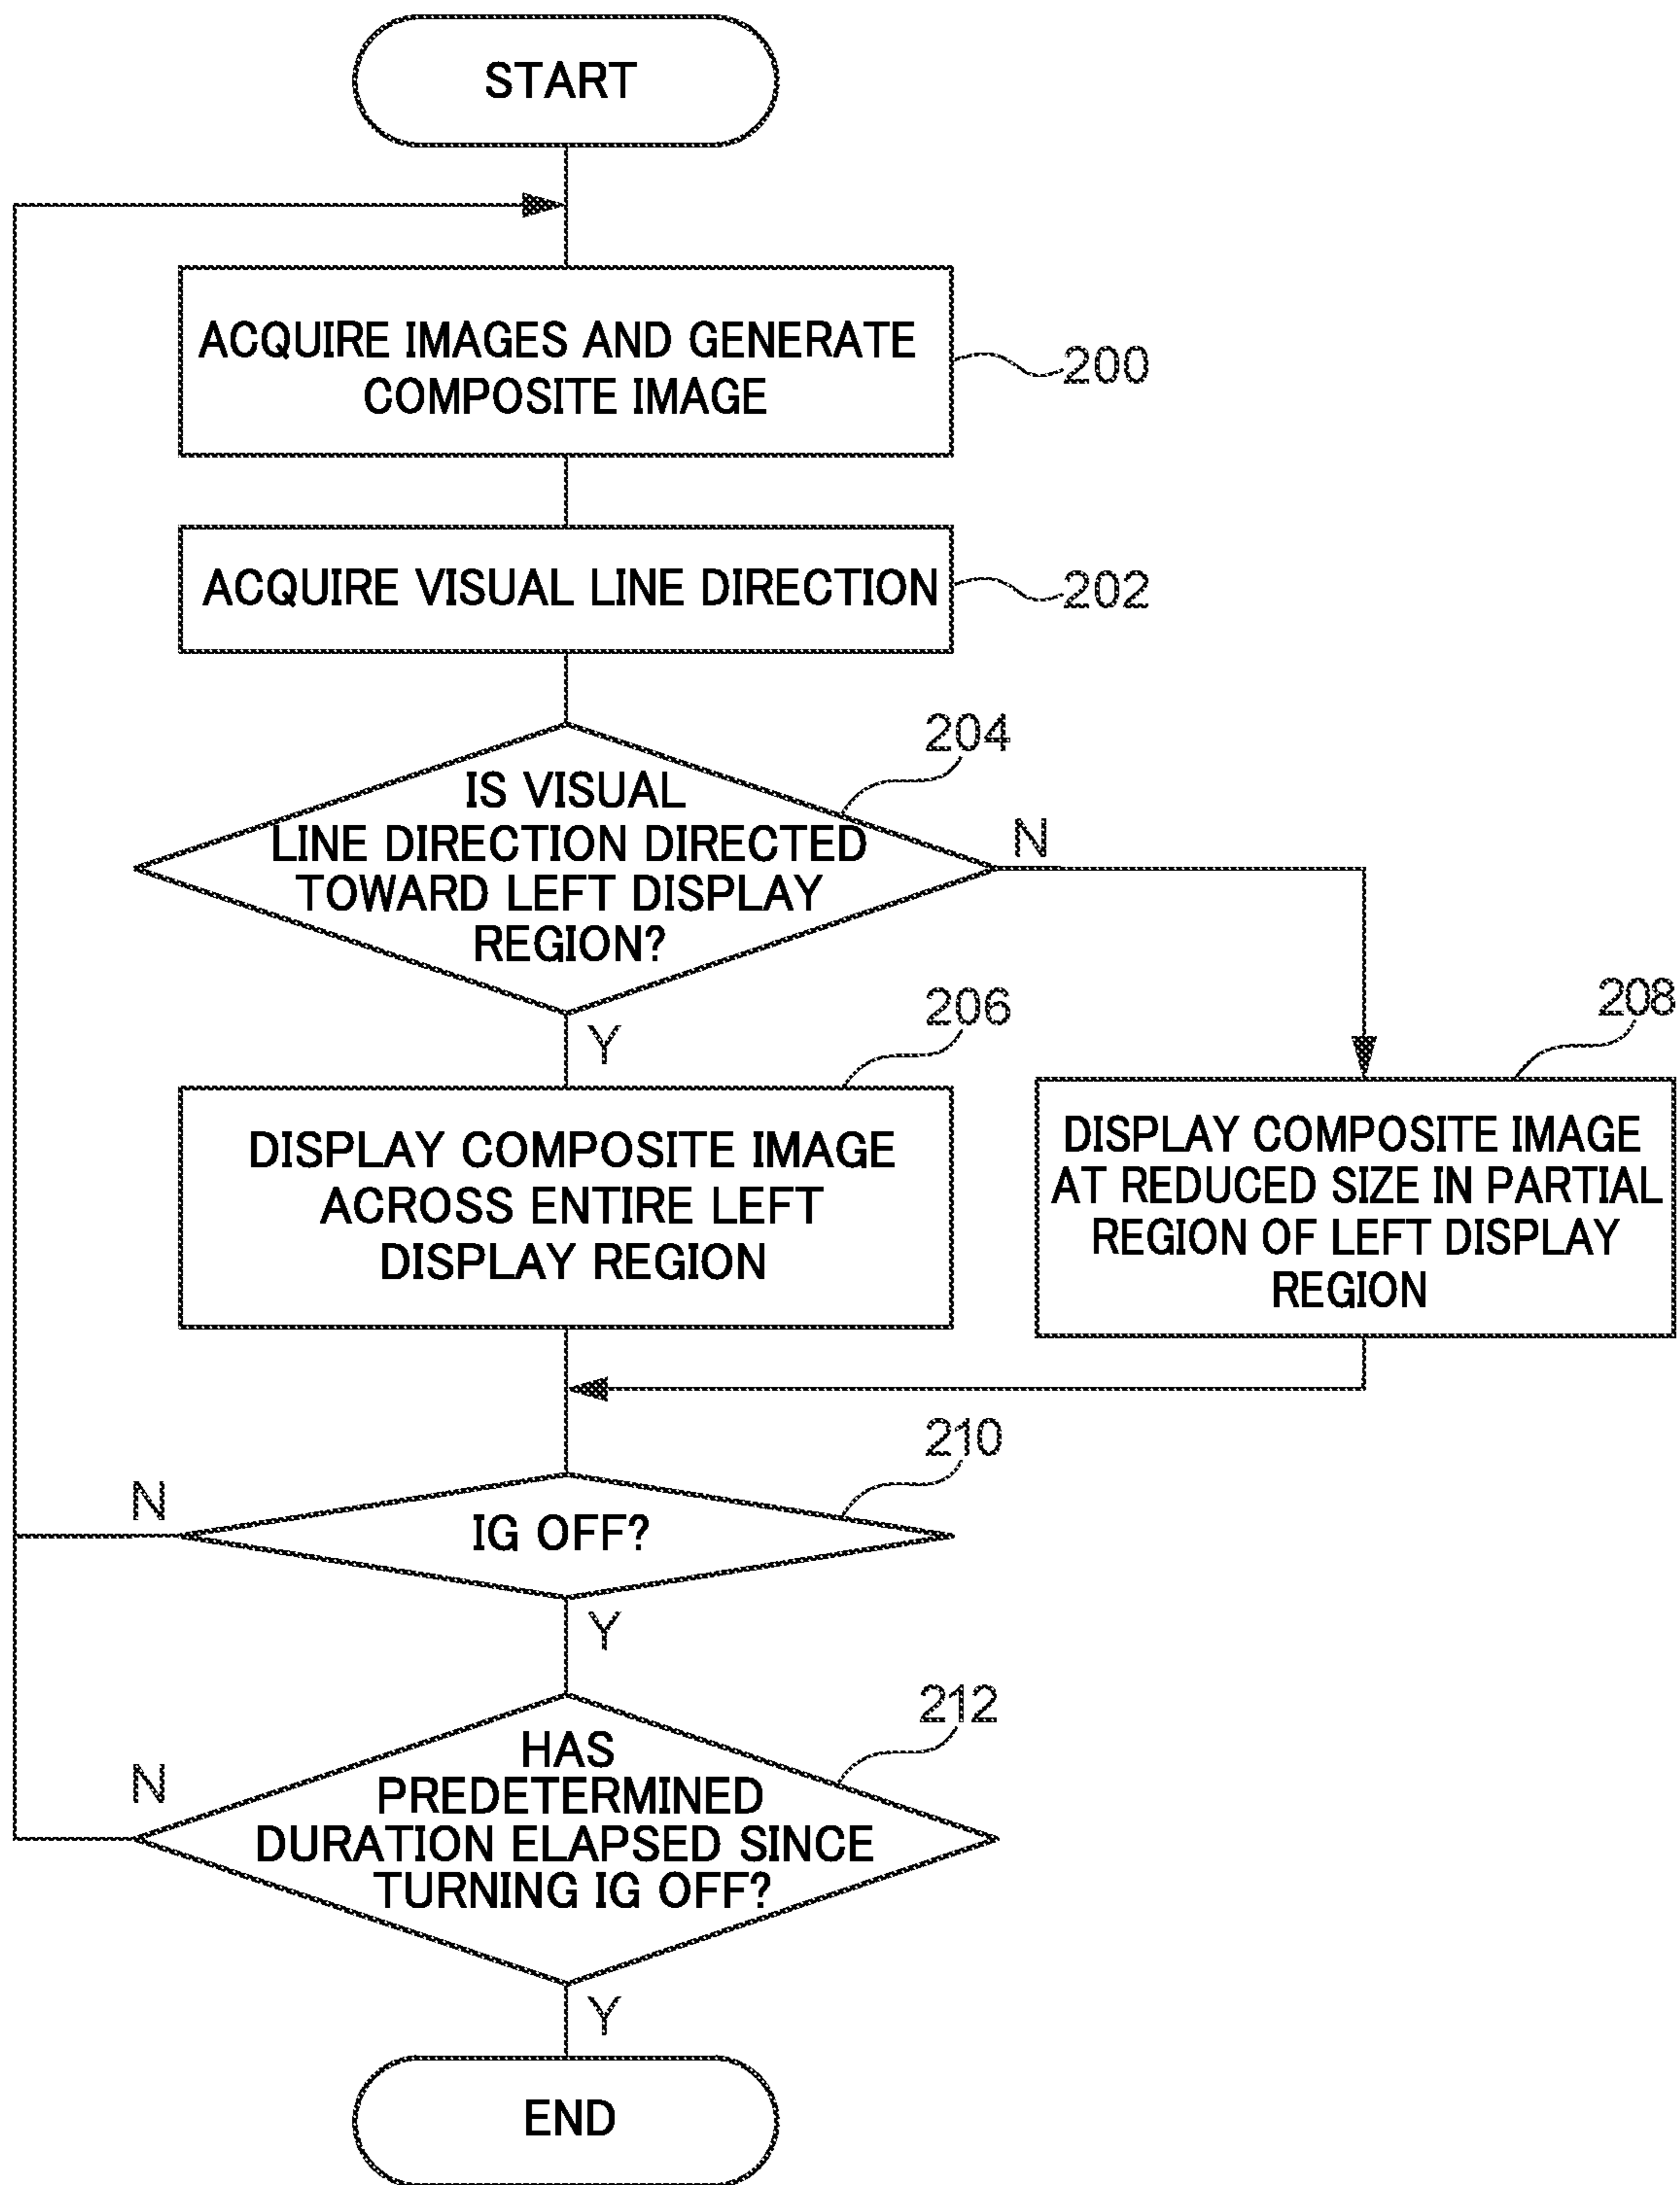 START
ACQUIRE IMAGES AND GENERATE
COMPOSITE IMAGE
200
ACQUIRE VISUAL LINE DIRECTION
202
204
IS VISUAL
LINE DIRECTION DIRECTED
TOWARD LEFT DISPLAY
REGION?
N
Y
206
DISPLAY COMPOSITE IMAGE
ACROSS ENTIRE LEFT
DISPLAY REGION
208
DISPLAY COMPOSITE IMAGE
AT REDUCED SIZE IN PARTIAL
REGION OF LEFT DISPLAY
REGION
210
N
IG OFF?
Y
212
N
HAS
PREDETERMINED
DURATION ELAPSED SINCE
TURNING IG OFF?
Y
END